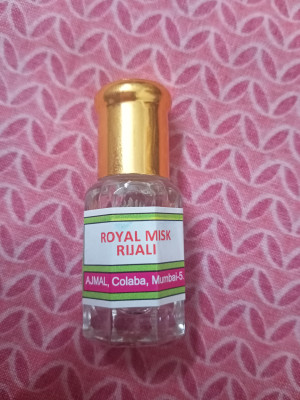 ROYAL MISK
RIJALI
AJMAL, Colaba, Mumbai-5.